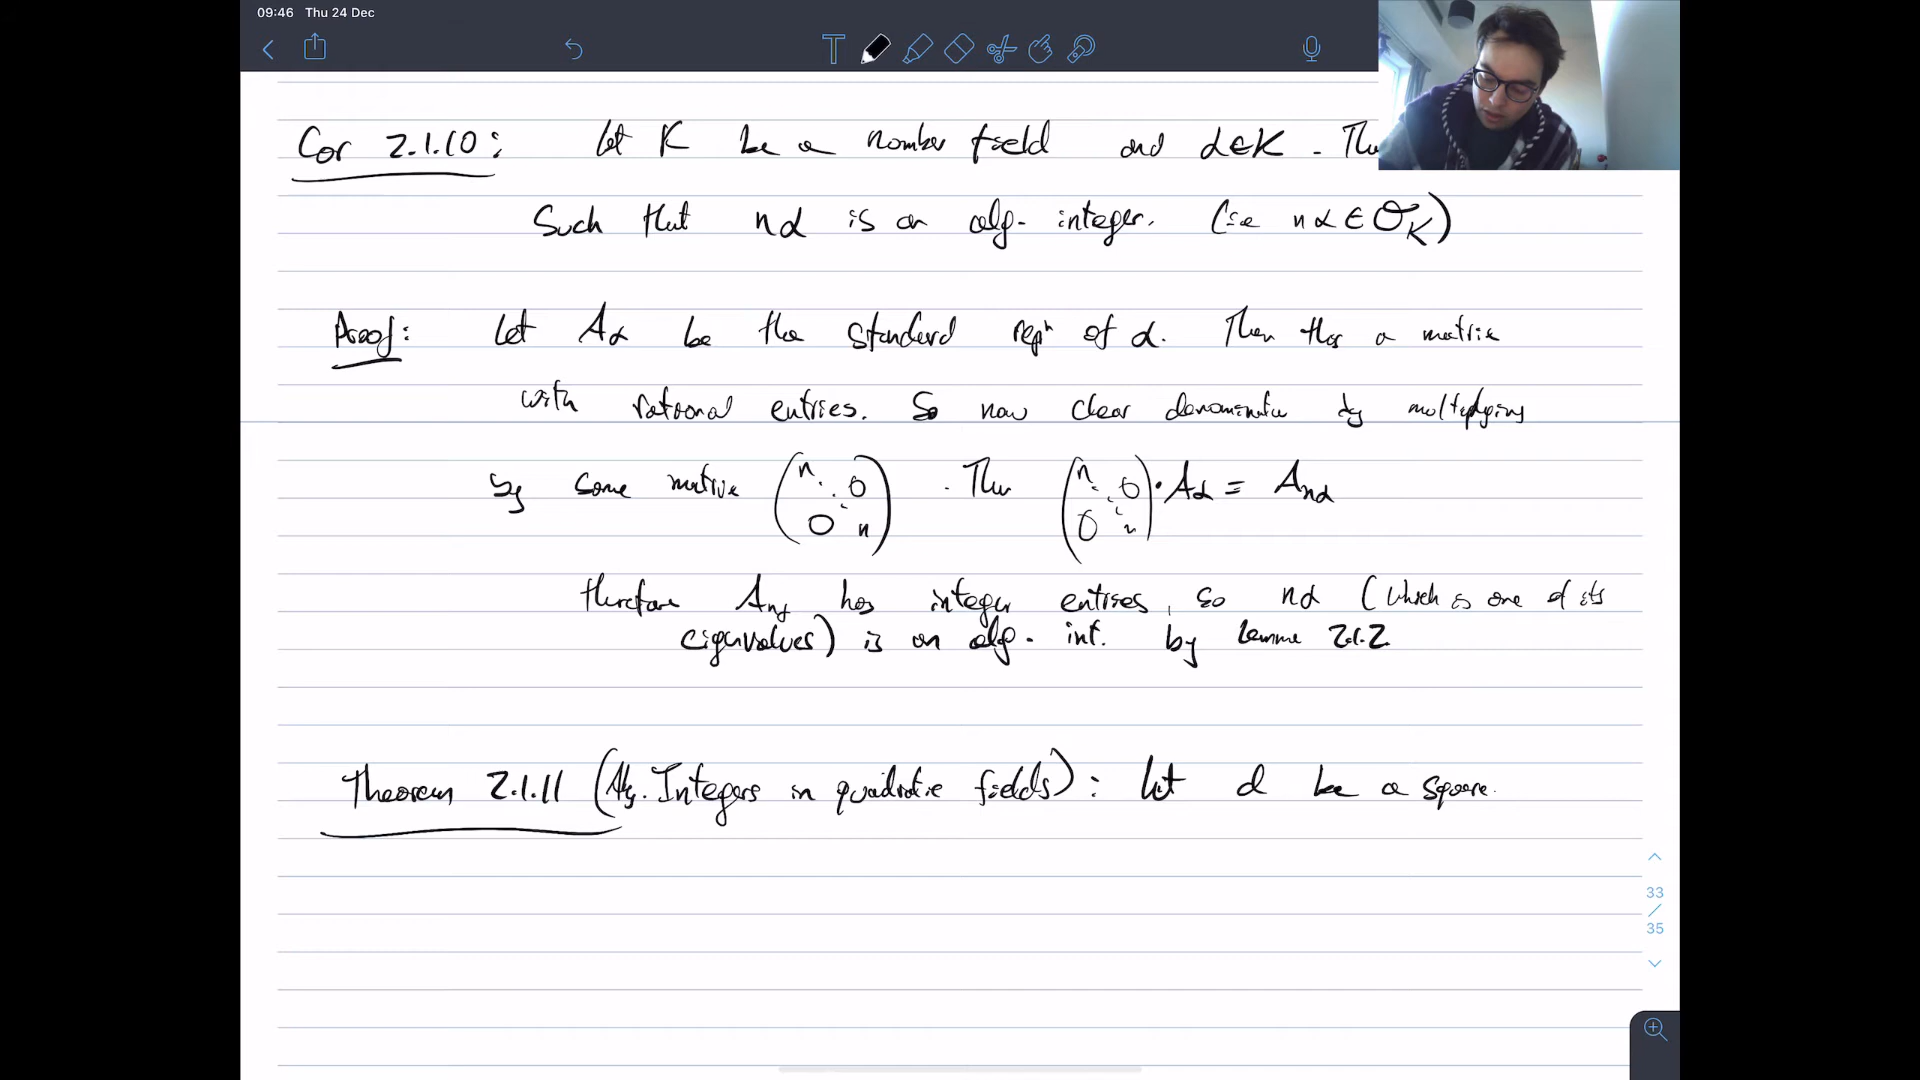 09:46 Thu 24 Dec
T
Cor 2.1.10: Let K be a number field and α∈K. The
Such that nα is an alg. integer. (ie nα ∈ O_K)
Proof: Let A_α be the standard repⁿ of α. Then this a matrix
with rational entries. So now clear denominator by multiplying
by some matrix (n 0 0 n). Then (n 0 0 n) · A_α = A_nα
therefore A_nα has integer entires, so nα (which is one of its
eigenvalues) is an alg. int. by Lemma 2.1.2
Theorem 2.1.11 (Alg. Integers in quadratic fields): Let d be a square.
33
/
35